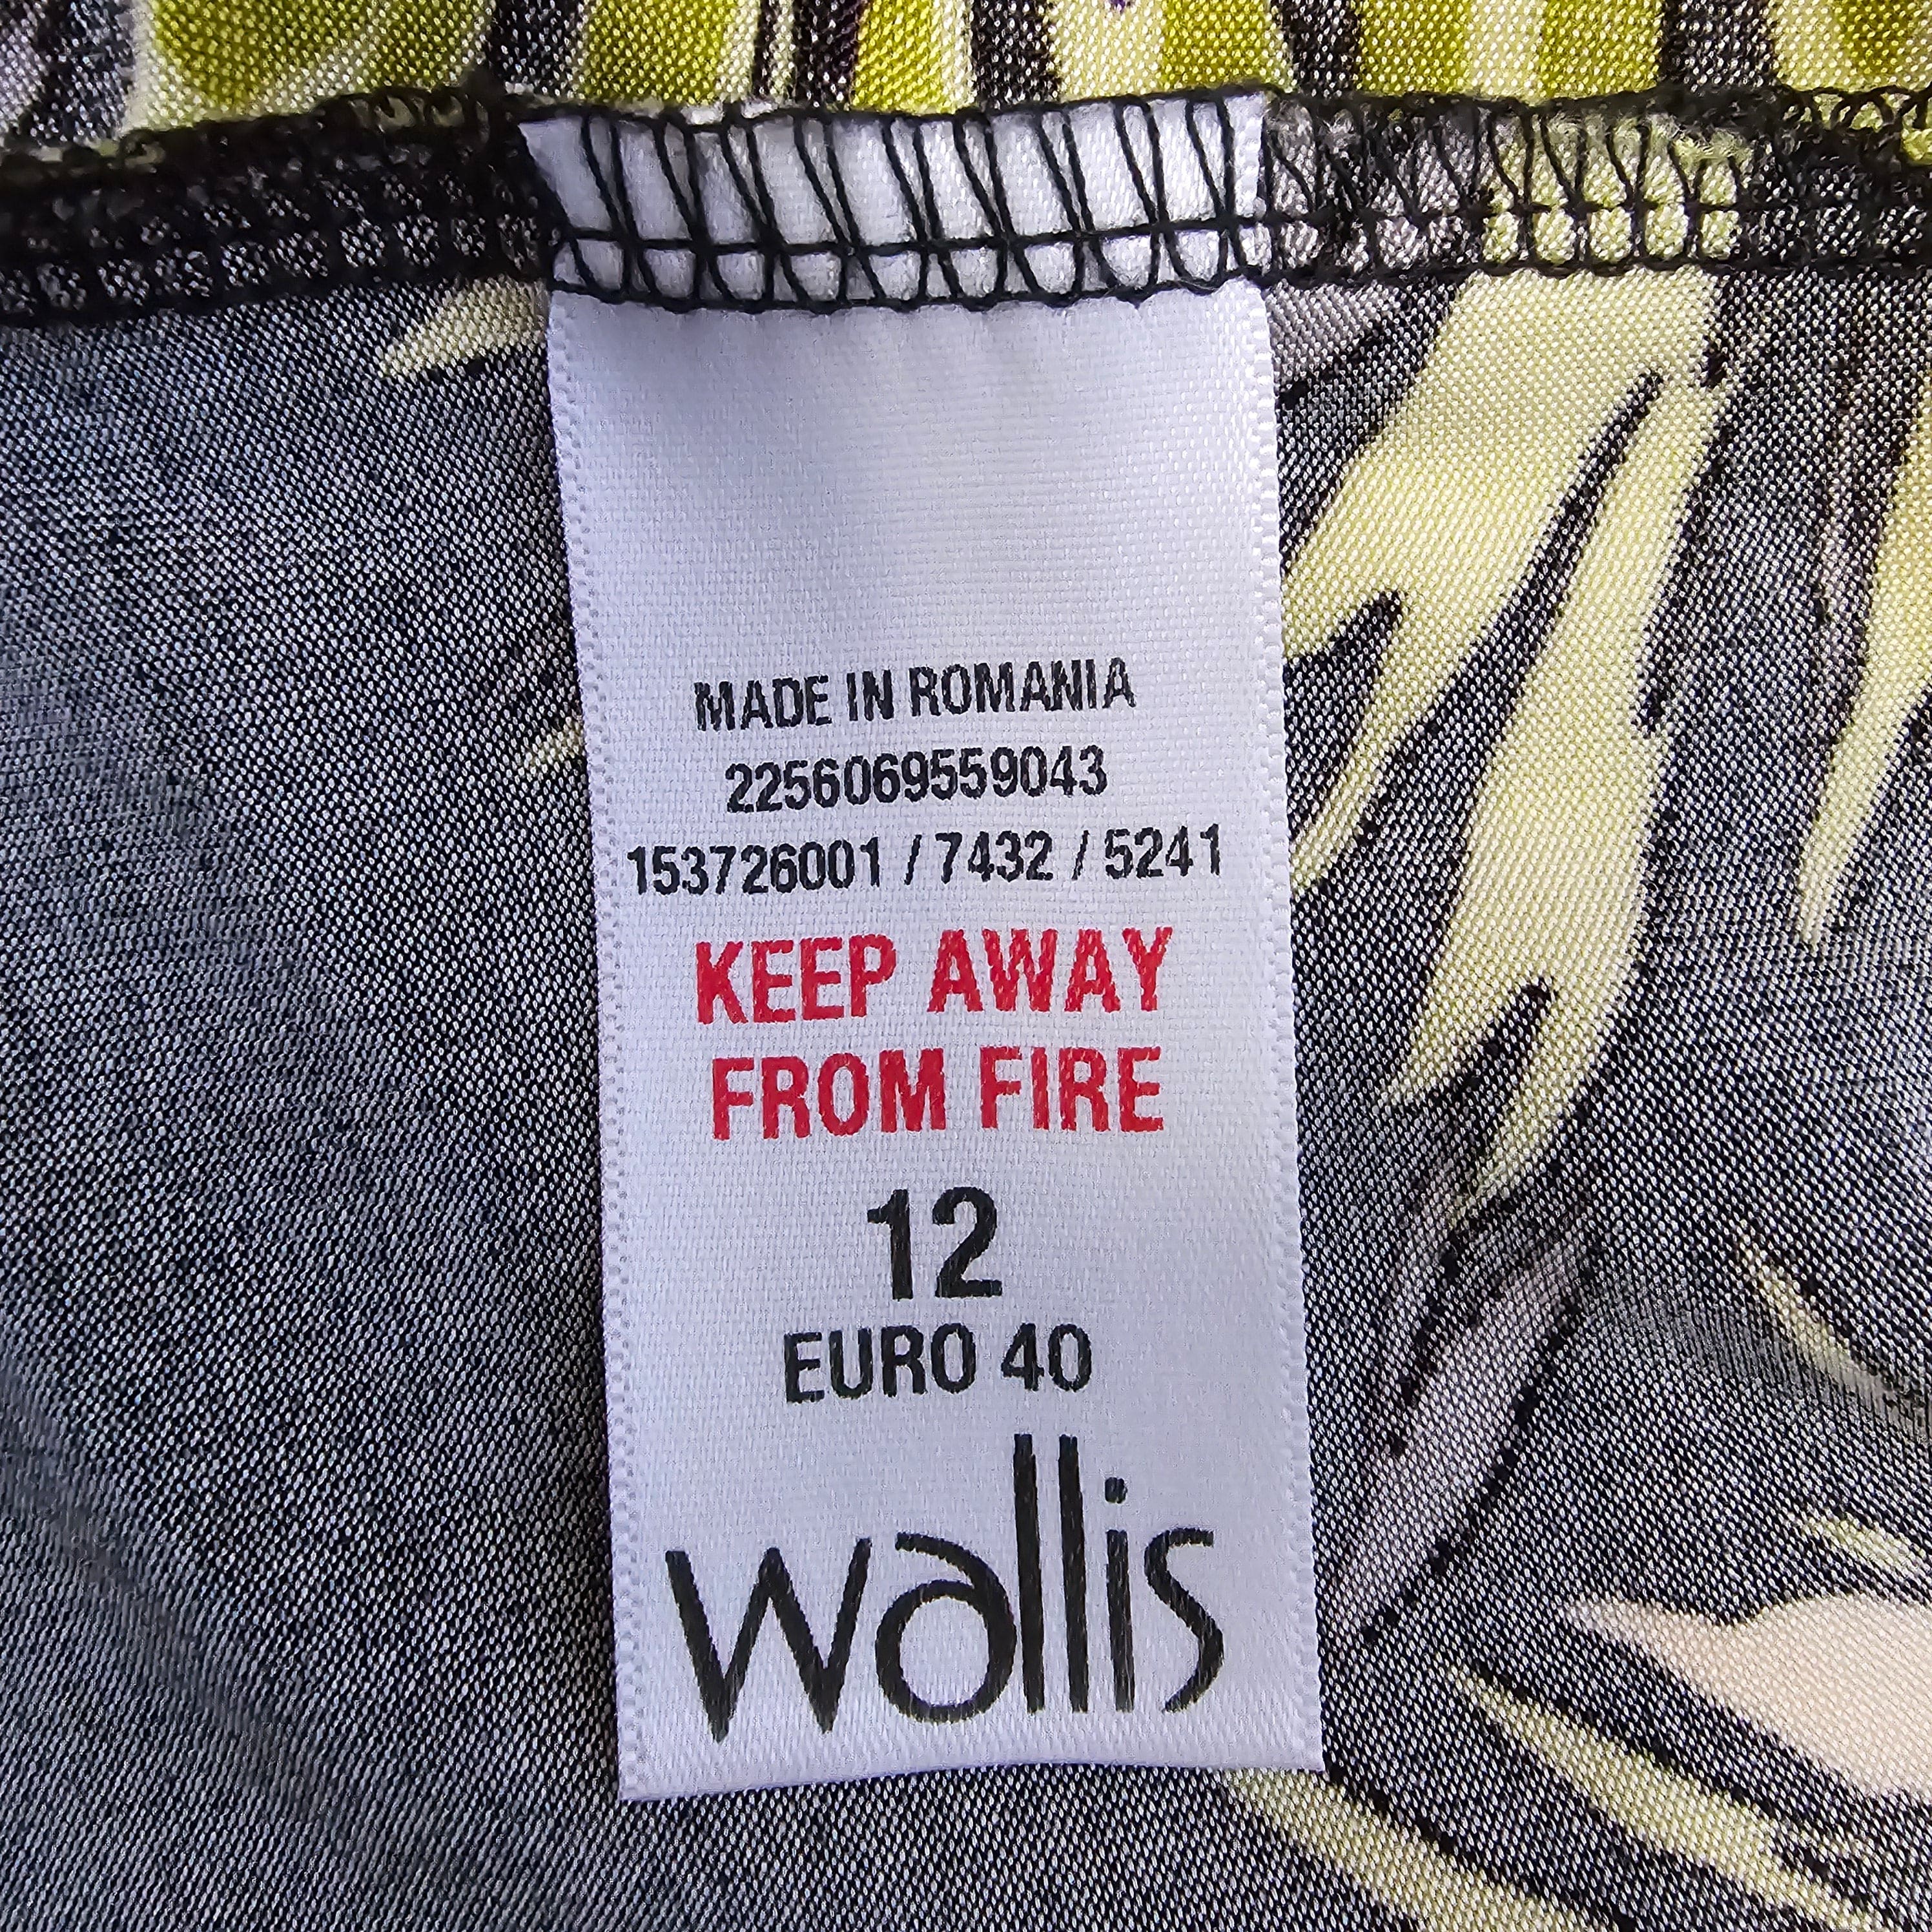 MADE IN ROMANIA
2256069559043
153726001 / 7432 / 5241
KEEP AWAY
FROM FIRE
12
EURO 40
wallis